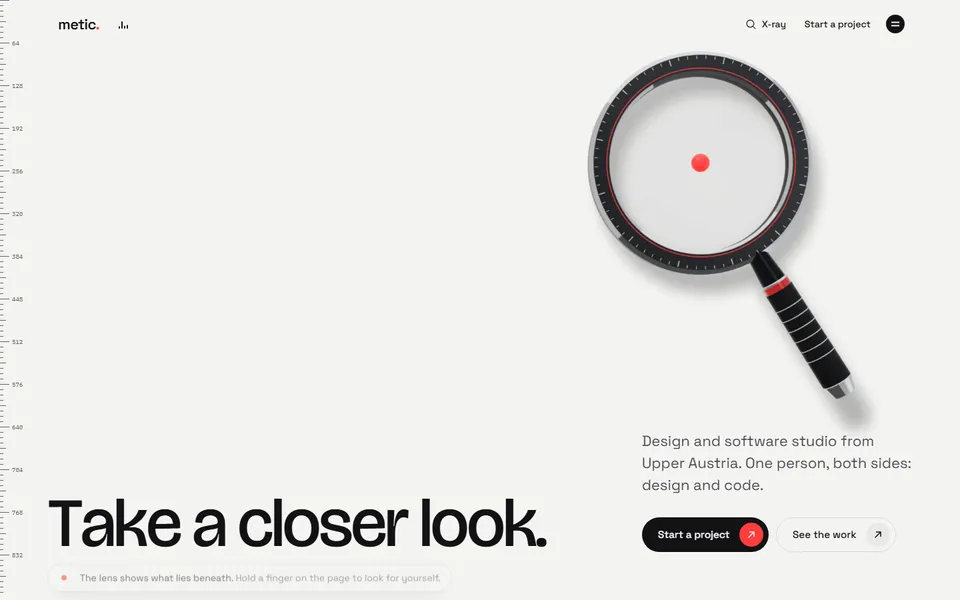 metic.
X-ray
Start a project
64
128
192
256
320
384
448
512
576
640
704
768
832
Design and software studio from
Upper Austria. One person, both sides:
design and code.
Take a closer look.
Start a project
See the work
The lens shows what lies beneath. Hold a finger on the page to look for yourself.